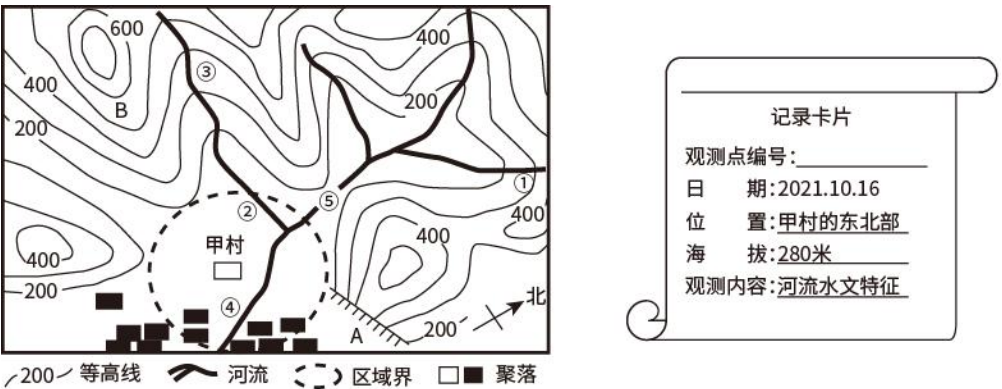 600
400
③
400
B
200
200
①
②
⑤
400
甲村
400
400
④
200
北
A
200
200 等高线 河流 区域界 聚落
记录卡片
观测点编号:
日 期:2021.10.16
位 置:甲村的东北部
海 拔:280米
观测内容:河流水文特征